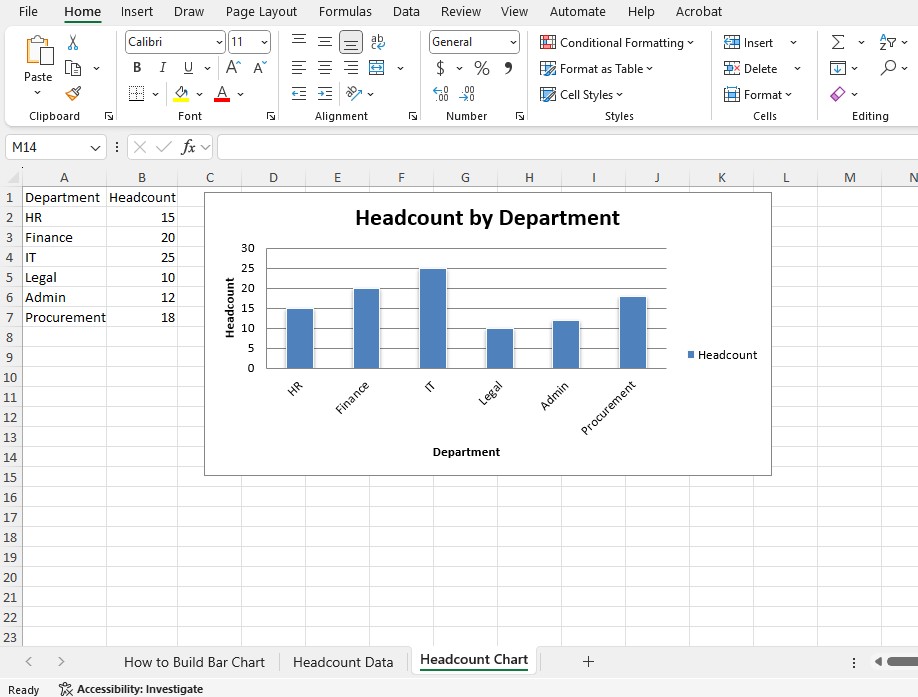 File Home Insert Draw Page Layout Formulas Data Review View Automate Help Acrobat
Calibri 11 ab General Conditional Formatting Insert
Paste B I U A A $ % Format as Table Delete
A Cell Styles Format
Clipboard Font Alignment Number Styles Cells Editing
M14 fx
A B C D E F G H I J K L M N
1 Department Headcount
2 HR 15
3 Finance 20
4 IT 25
5 Legal 10
6 Admin 12
7 Procurement 18
8
9
10
11
12
13
14
15
16
17
18
19
20
21
22
23
Headcount by Department
Headcount
30
25
20
15
10
5
0
HR Finance IT Legal Admin Procurement
Department
Headcount
How to Build Bar Chart Headcount Data Headcount Chart
Ready Accessibility: Investigate